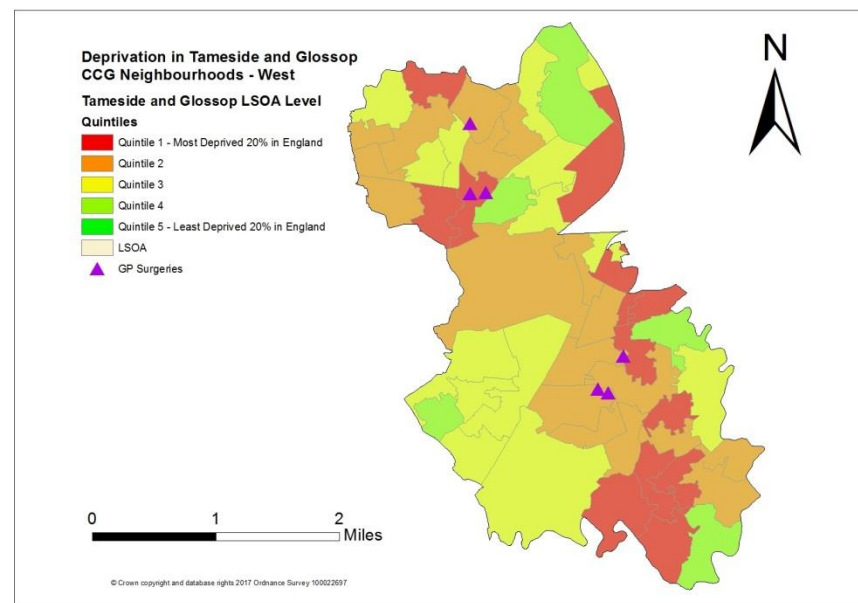 Deprivation in Tameside and Glossop
CCG Neighbourhoods - West
Tameside and Glossop LSOA Level
Quintiles
Quintile 1 - Most Deprived 20% in England
Quintile 2
Quintile 3
Quintile 4
Quintile 5 - Least Deprived 20% in England
LSOA
GP Surgeries
N
0 1 2
Miles
© Crown copyright and database rights 2017 Ordnance Survey 100022697